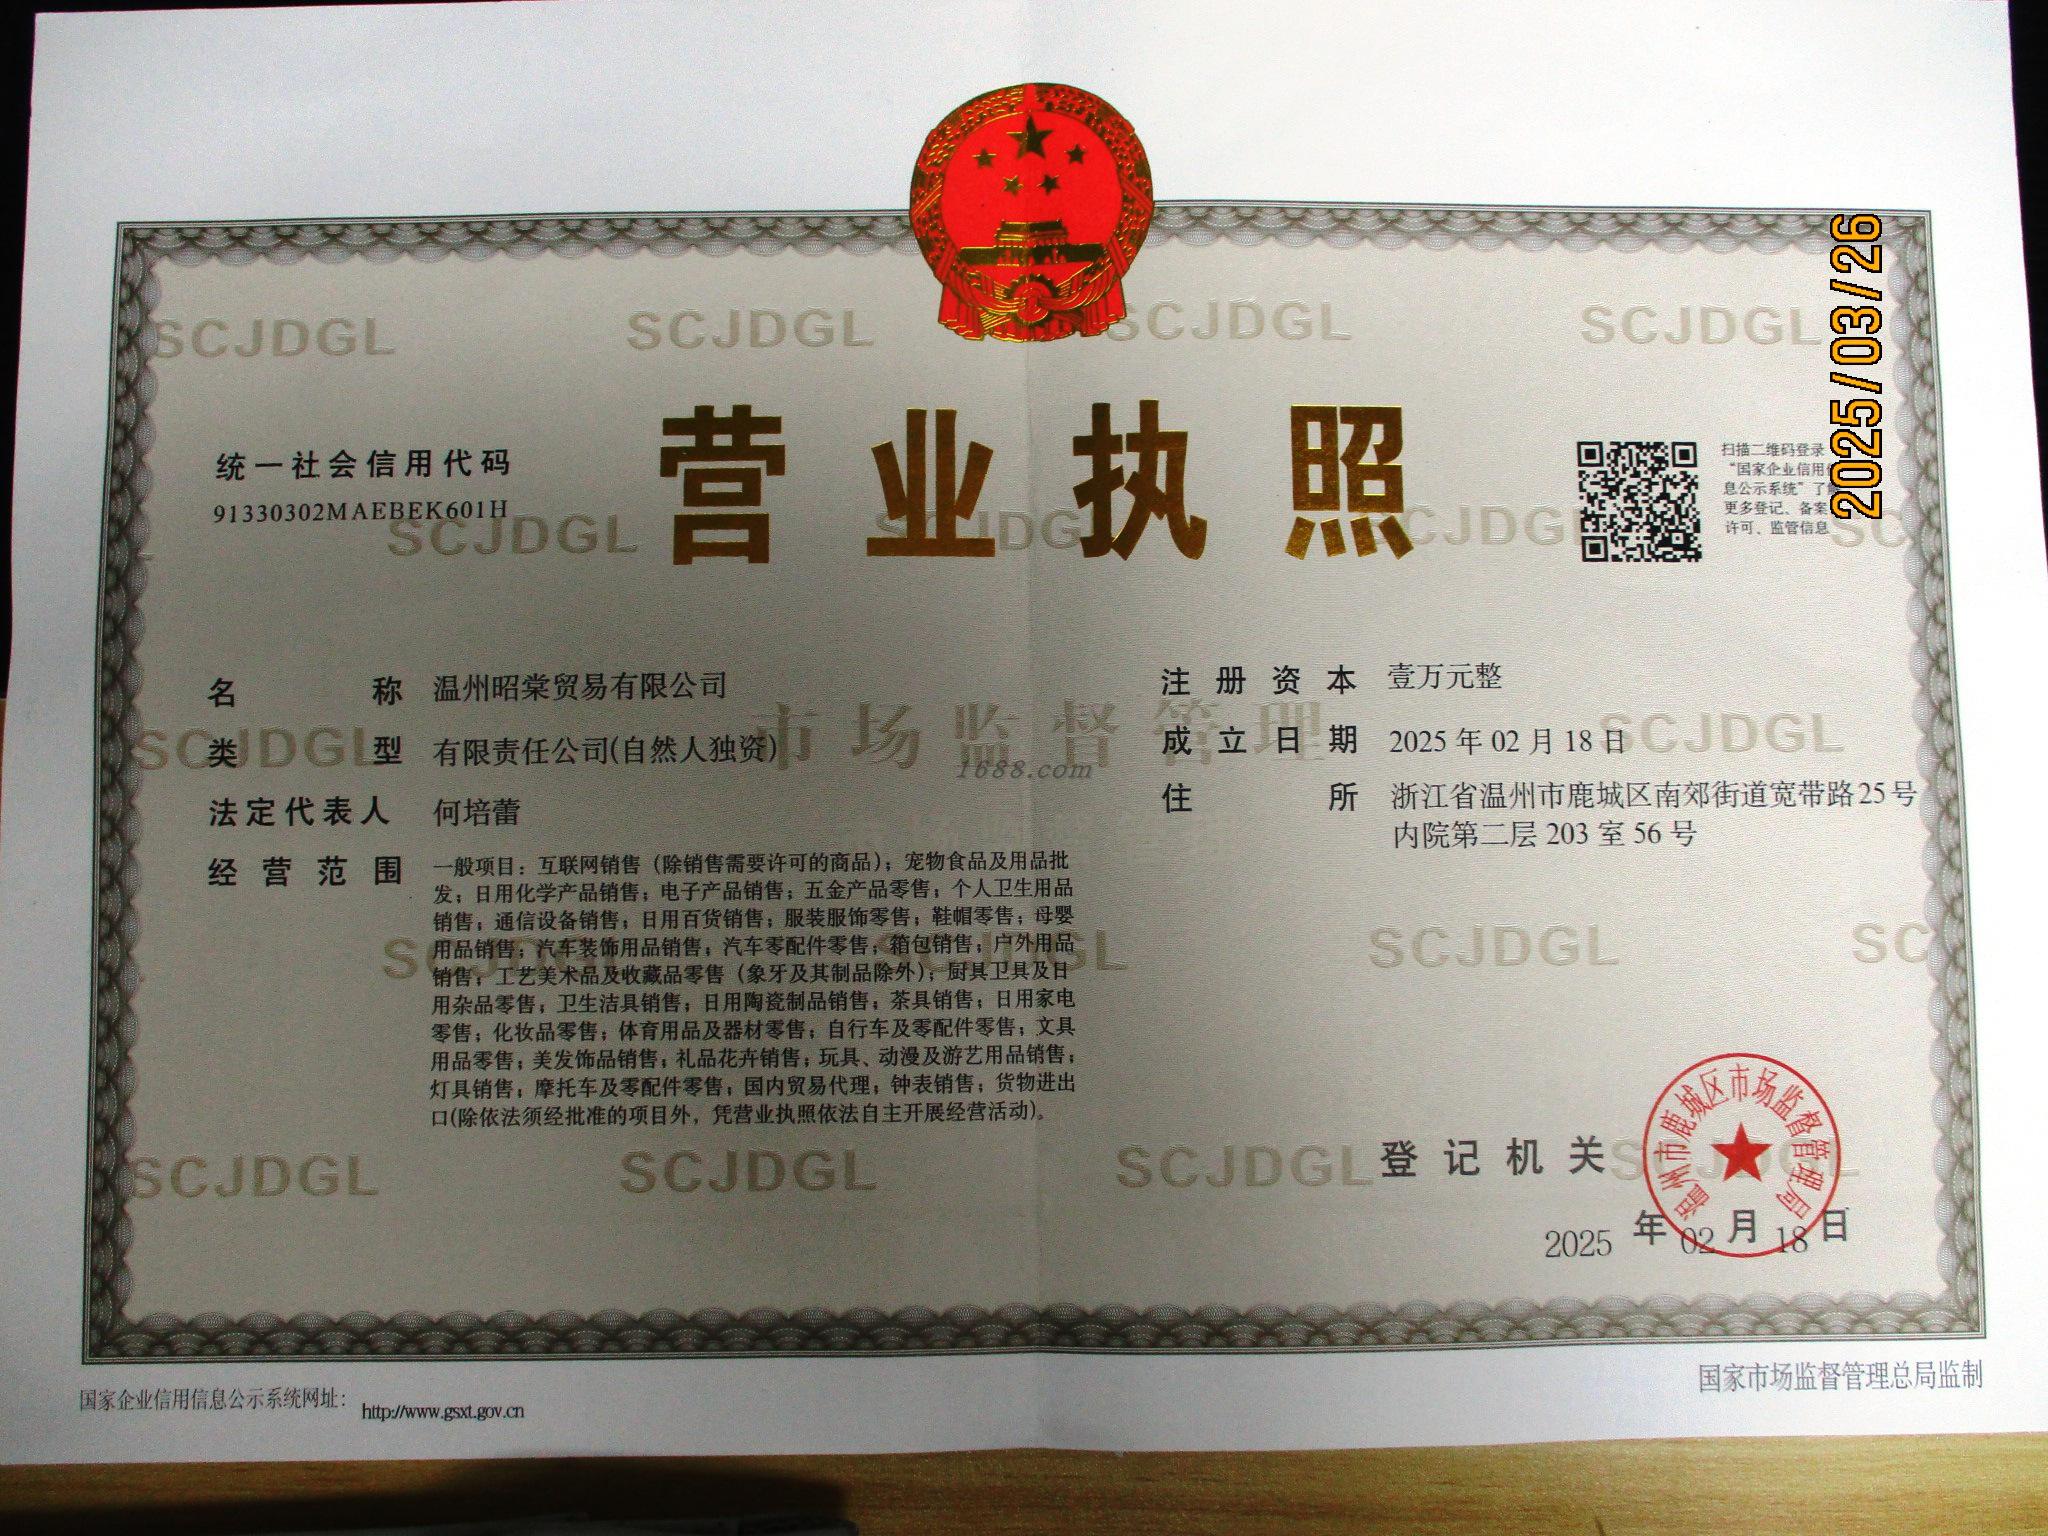 2025/03/26
SCJDGL SCJDGL SCJDGL SCJDGL
营业执照
统一社会信用代码
91330302MAEBEK601H
扫描二维码登录
“国家企业信用
息公示系统”了
更多登记、备案
许可、监管信息
SCJDGL SCJDGL SCJDGL
名称 温州昭棠贸易有限公司
类型 有限责任公司(自然人独资)
法定代表人 何培蕾
经营范围 一般项目：互联网销售（除销售需要许可的商品）；宠物食品及用品批
发；日用化学产品销售；电子产品销售；五金产品零售；个人卫生用品
销售；通信设备销售；日用百货销售；服装服饰零售；鞋帽零售；母婴
用品销售；汽车装饰用品销售；汽车零配件零售；箱包销售；户外用品
销售；工艺美术品及收藏品零售（象牙及其制品除外）；厨具卫具及日
用杂品零售；卫生洁具销售；日用陶瓷制品销售；茶具销售；日用家电
零售；化妆品零售；体育用品及器材零售；自行车及零配件零售；文具
用品零售；美发饰品销售；礼品花卉销售；玩具、动漫及游艺用品销售；
灯具销售；摩托车及零配件零售；国内贸易代理；钟表销售；货物进出
口(除依法须经批准的项目外，凭营业执照依法自主开展经营活动)。
注册资本 壹万元整
成立日期 2025年02月18日
住所 浙江省温州市鹿城区南郊街道宽带路25号
内院第二层203室56号
市场监督管理
1688.com
SCJDGL SCJDGL
SCJDGL SCJDGL SCJDGL
SCJDGL SCJDGL SCJDGL
登记机关
温州市鹿城区市场监督管理局
2025年02月18日
国家企业信用信息公示系统网址：http://www.gsxt.gov.cn
国家市场监督管理总局监制